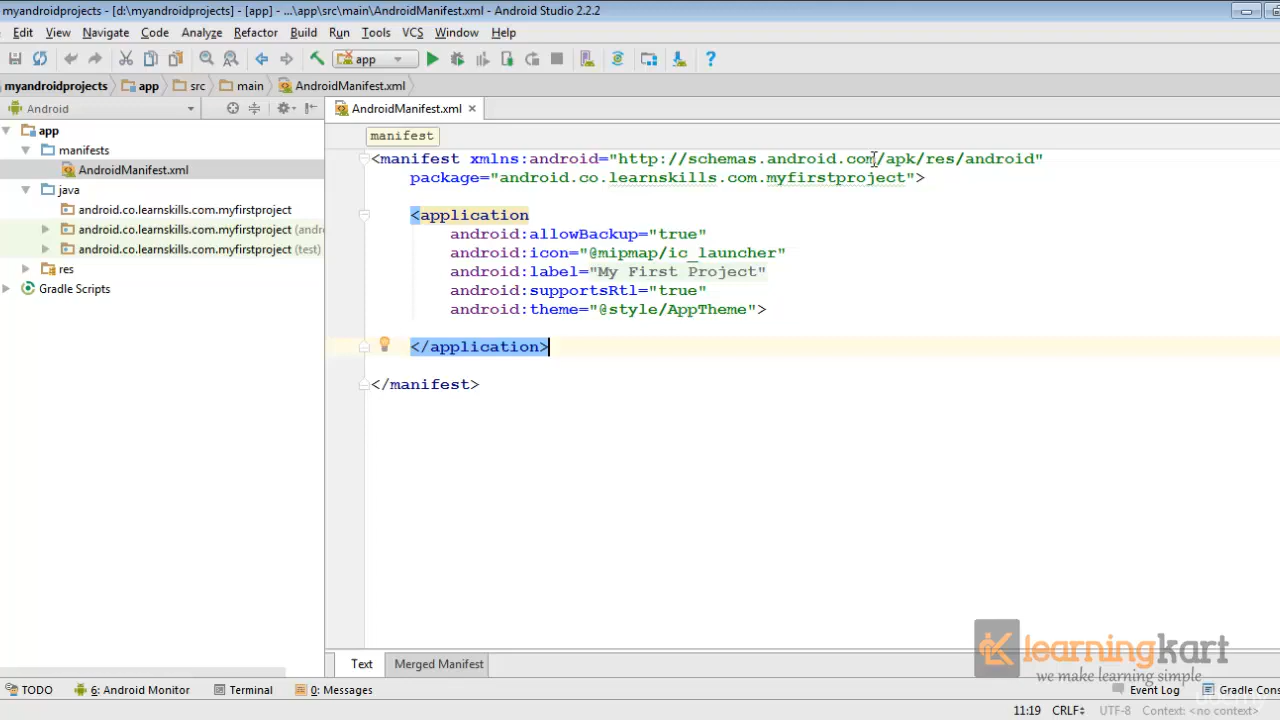 myandroidprojects - [d:\myandroidprojects] - [app] - ...\app\src\main\AndroidManifest.xml - Android Studio 2.2.2
Edit View Navigate Code Analyze Refactor Build Run Tools VCS Window Help
app
myandroidprojects app src main AndroidManifest.xml
Android
AndroidManifest.xml
app
manifests
AndroidManifest.xml
java
android.co.learnskills.com.myfirstproject
android.co.learnskills.com.myfirstproject (andro
android.co.learnskills.com.myfirstproject (test)
res
Gradle Scripts
manifest
<manifest xmlns:android="http://schemas.android.com/apk/res/android"
package="android.co.learnskills.com.myfirstproject">
<application
android:allowBackup="true"
android:icon="@mipmap/ic_launcher"
android:label="My First Project"
android:supportsRtl="true"
android:theme="@style/AppTheme">
</application>
</manifest>
learningkart
we make learning simple
Text Merged Manifest
TODO 6: Android Monitor Terminal 0: Messages Event Log Gradle Cons
11:19 CRLF UTF-8 Context: <no context>